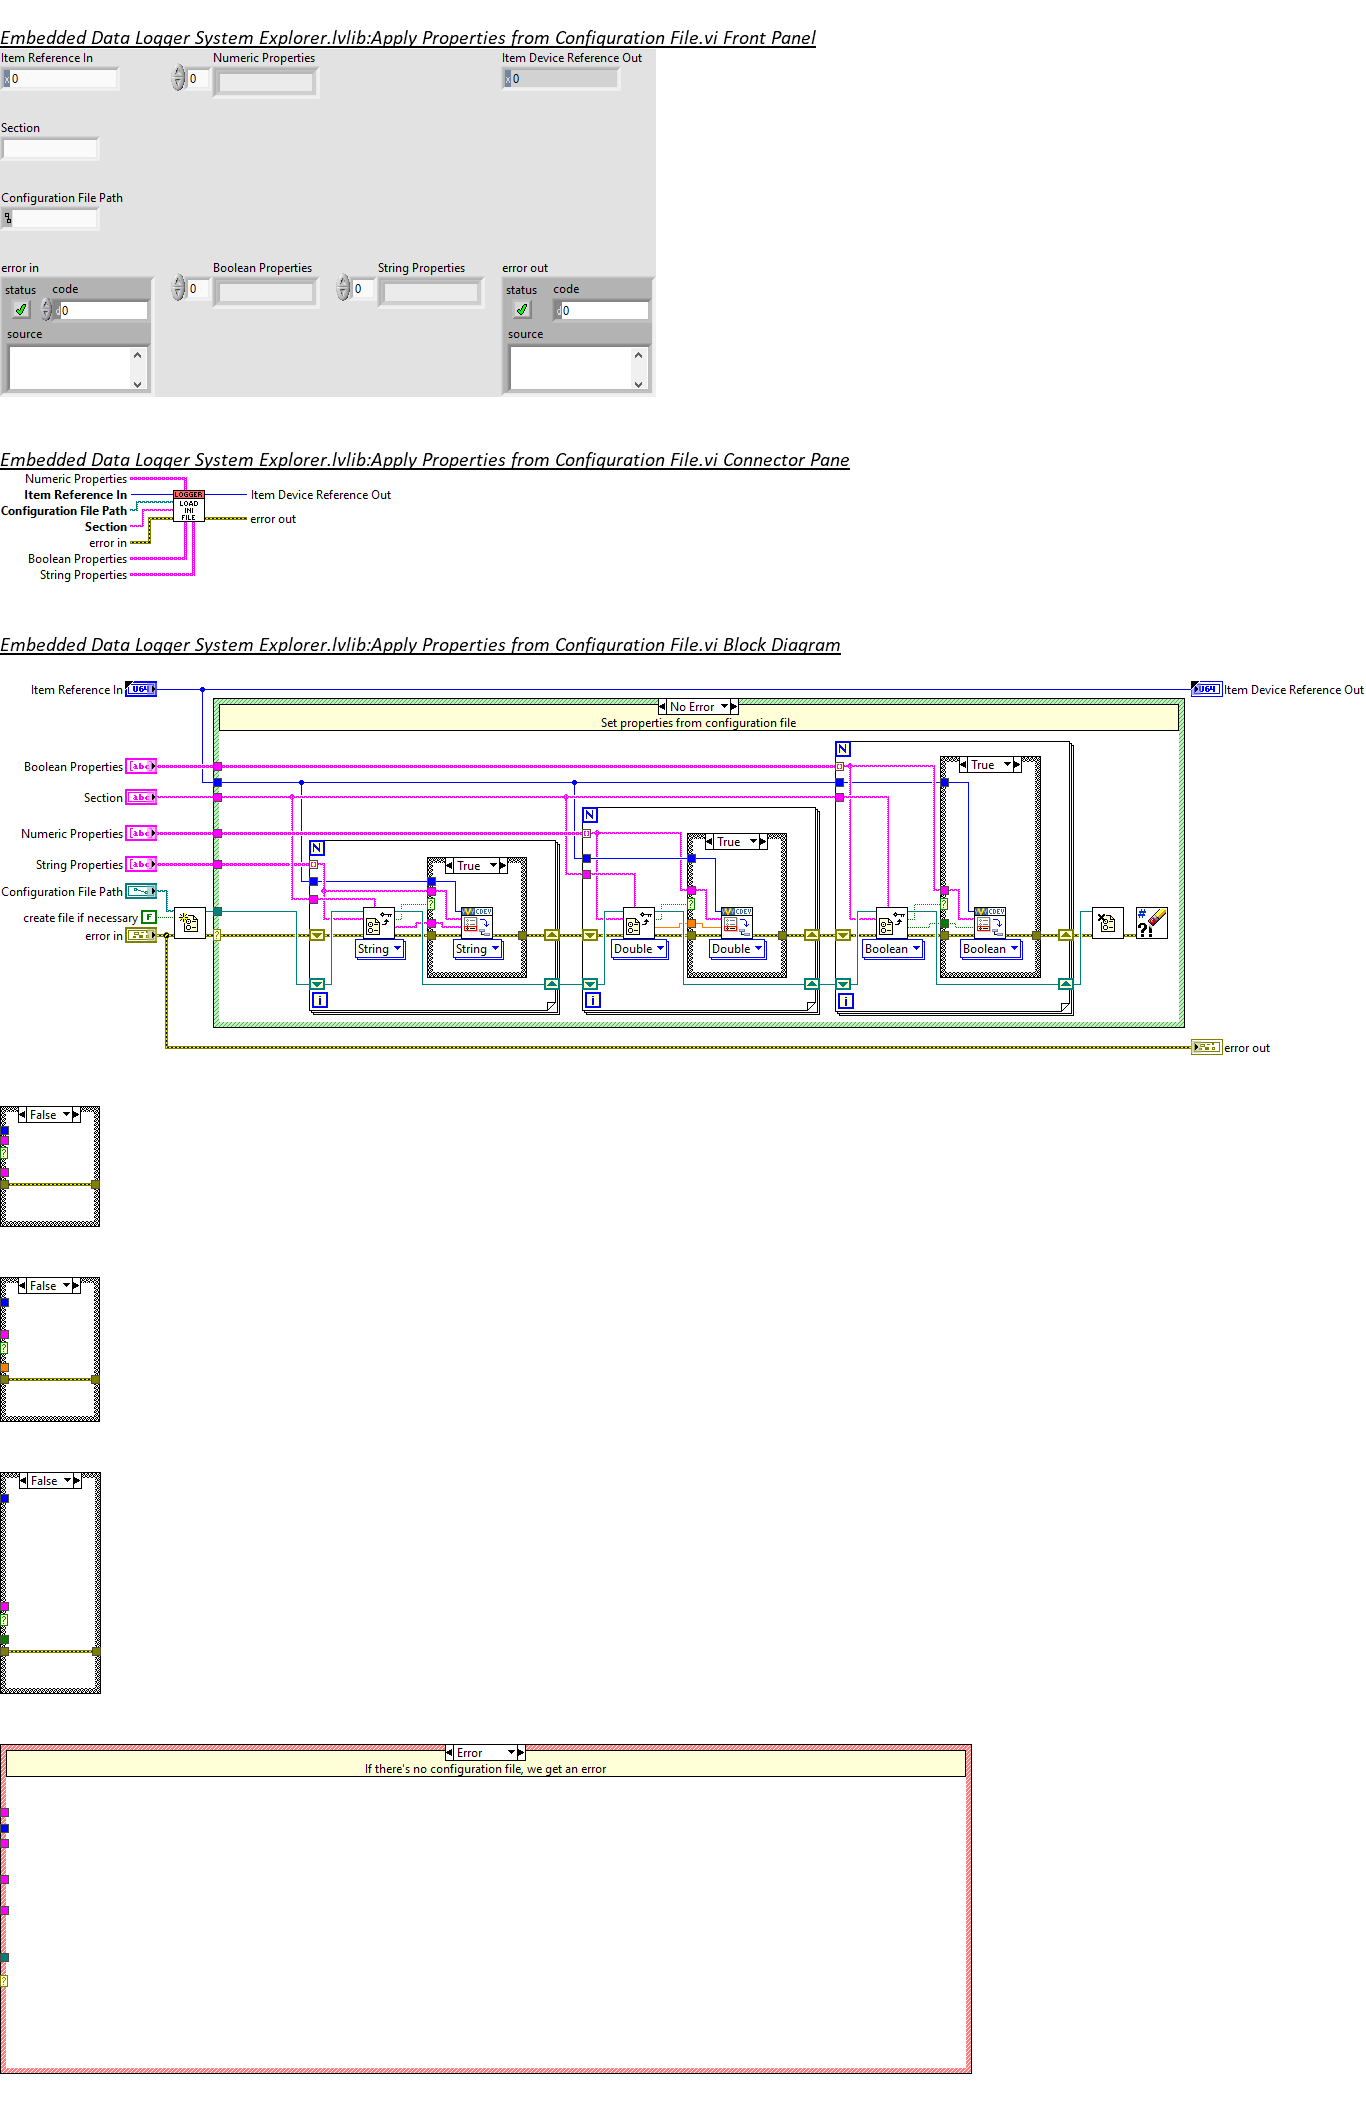 Embedded Data Logger System Explorer.lvlib:Apply Properties from Configuration File.vi Front Panel
Item Reference In
Numeric Properties
Item Device Reference Out
x 0
0
x 0
Section
Configuration File Path
error in
Boolean Properties
String Properties
error out
status code
0
0
status code
d 0
d 0
source
source
Embedded Data Logger System Explorer.lvlib:Apply Properties from Configuration File.vi Connector Pane
Numeric Properties
Item Reference In
Item Device Reference Out
Configuration File Path
Section
error out
error in
Boolean Properties
String Properties
LOGGER
LOAD
INI
FILE
Embedded Data Logger System Explorer.lvlib:Apply Properties from Configuration File.vi Block Diagram
Item Reference In
U64
U64
Item Device Reference Out
No Error
Set properties from configuration file
Boolean Properties
abc
N
True
Section
abc
N
Numeric Properties
abc
True
String Properties
abc
N
True
Configuration File Path
create file if necessary
F
error in
?
?
?
?
CDEV
CDEV
CDEV
#
?!
String
String
Double
Double
Boolean
Boolean
i
i
i
error out
False
?
False
?
False
?
Error
If there's no configuration file, we get an error
?